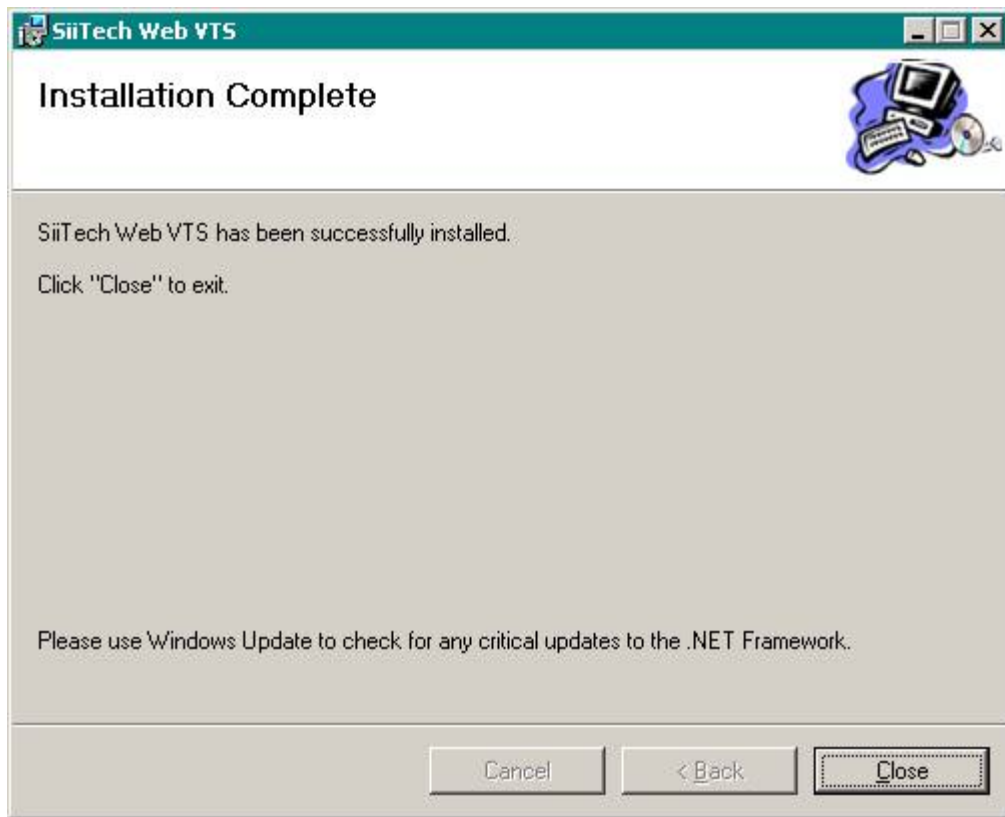 SiiTech Web VTS
Installation Complete
SiiTech Web VTS has been successfully installed.
Click "Close" to exit.
Please use Windows Update to check for any critical updates to the .NET Framework.
Cancel
< Back
Close